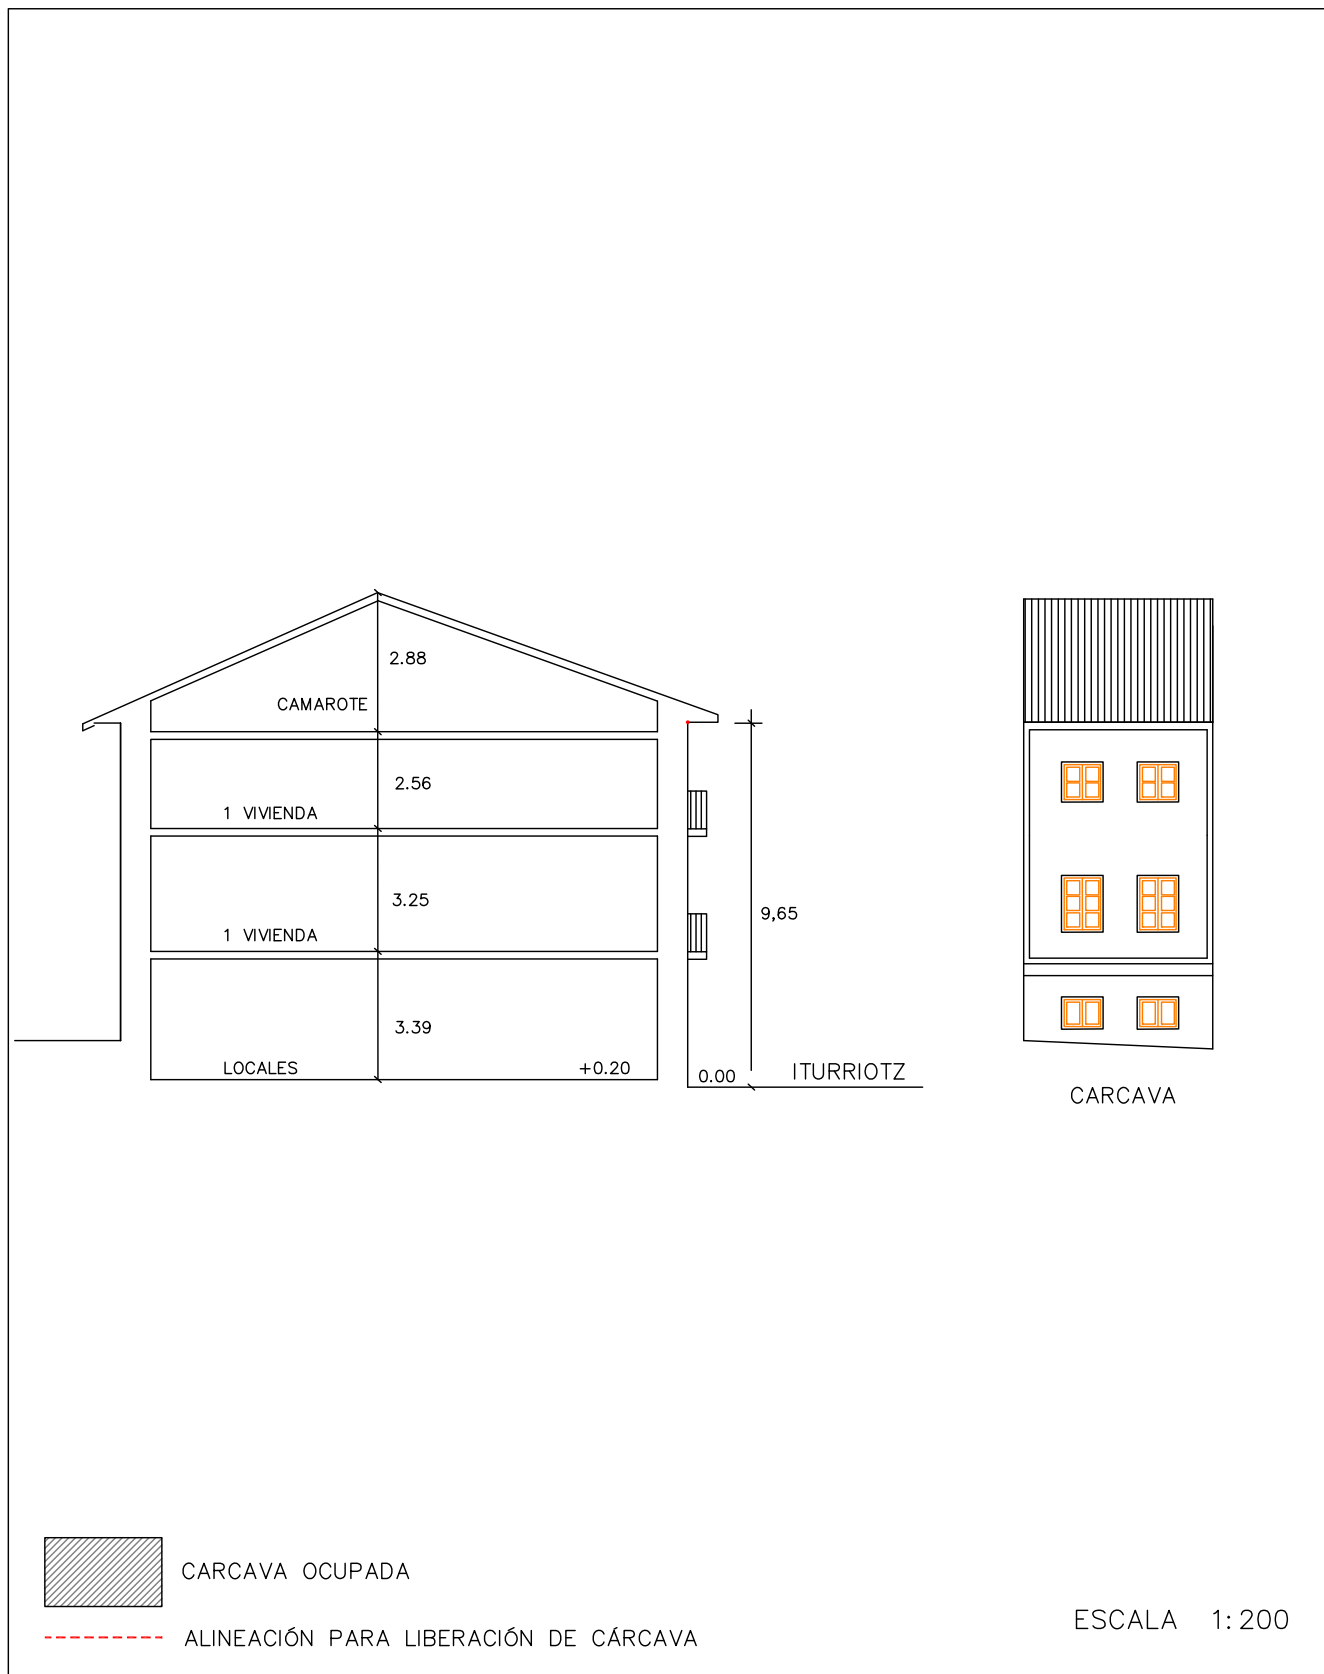 2.88
CAMAROTE
2.56
1 VIVIENDA
3.25
1 VIVIENDA
9,65
3.39
LOCALES
+0.20
0.00
ITURRIOTZ
CARCAVA
CARCAVA OCUPADA
ALINEACIÓN PARA LIBERACIÓN DE CÁRCAVA
ESCALA 1:200